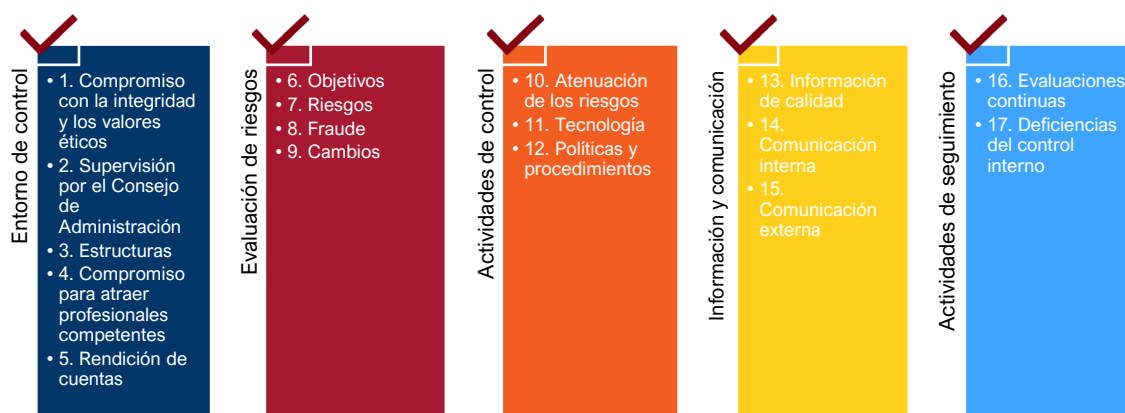 Entorno de control
• 1. Compromiso
con la integridad
y los valores
éticos
• 2. Supervisión
por el Consejo
de
Administración
• 3. Estructuras
• 4. Compromiso
para atraer
profesionales
competentes
• 5. Rendición de
cuentas
Evaluación de riesgos
• 6. Objetivos
• 7. Riesgos
• 8. Fraude
• 9. Cambios
Actividades de control
• 10. Atenuación
de los riesgos
• 11. Tecnología
• 12. Políticas y
procedimientos
Información y comunicación
• 13. Información
de calidad
• 14.
Comunicación
interna
• 15.
Comunicación
externa
Actividades de seguimiento
• 16. Evaluaciones
continuas
• 17. Deficiencias
del control
interno